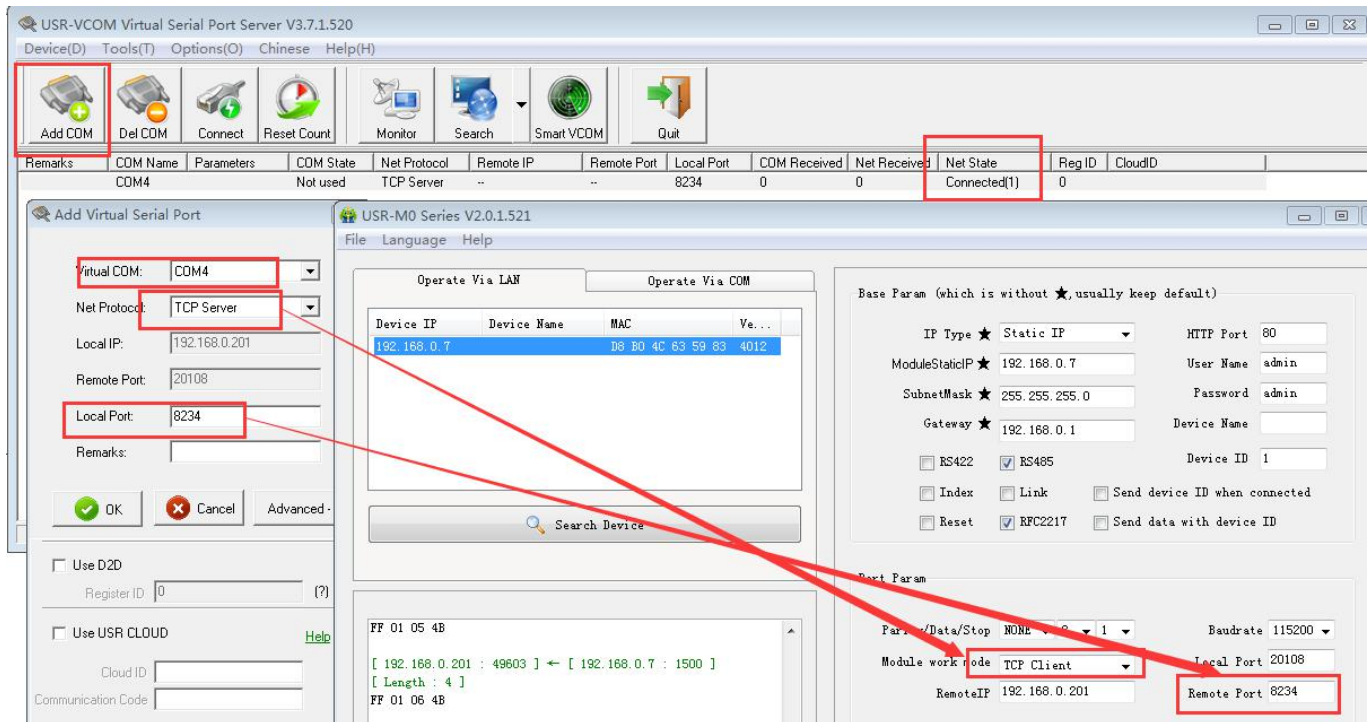 USR-VCOM Virtual Serial Port Server V3.7.1.520
Device(D) Tools(T) Options(O) Chinese Help(H)
Add COM Del COM Connect Reset Count Monitor Search Smart VCOM Quit
Remarks COM Name Parameters COM State Net Protocol Remote IP Remote Port Local Port COM Received Net Received Net State Reg ID CloudID
COM4 Not used TCP Server -- -- 8234 0 0 Connected(1) 0
Add Virtual Serial Port
Virtual COM: COM4
Net Protocol: TCP Server
Local IP: 192.168.0.201
Remote Port: 20108
Local Port: 8234
Remarks:
OK Cancel Advanced -
Use D2D
Register ID 0 (?)
Use USR CLOUD Help
Cloud ID
Communication Code
USR-M0 Series V2.0.1.521
File Language Help
Operate Via LAN Operate Via COM
Device IP Device Name MAC Ve...
192.168.0.7 D8 B0 4C 63 59 83 4012
Search Device
FF 01 05 4B
[ 192.168.0.201 : 49603 ] ← [ 192.168.0.7 : 1500 ]
[ Length : 4 ]
FF 01 06 4B
Base Param (which is without ★,usually keep default)
IP Type ★ Static IP HTTP Port 80
ModuleStaticIP ★ 192.168.0.7 User Name admin
SubnetMask ★ 255.255.255.0 Password admin
Gateway ★ 192.168.0.1 Device Name
RS422 RS485 Device ID 1
Index Link Send device ID when connected
Reset RFC2217 Send data with device ID
Port Param
Parity/Data/Stop NONE 8 1 Baudrate 115200
Module work mode TCP Client Local Port 20108
RemoteIP 192.168.0.201 Remote Port 8234